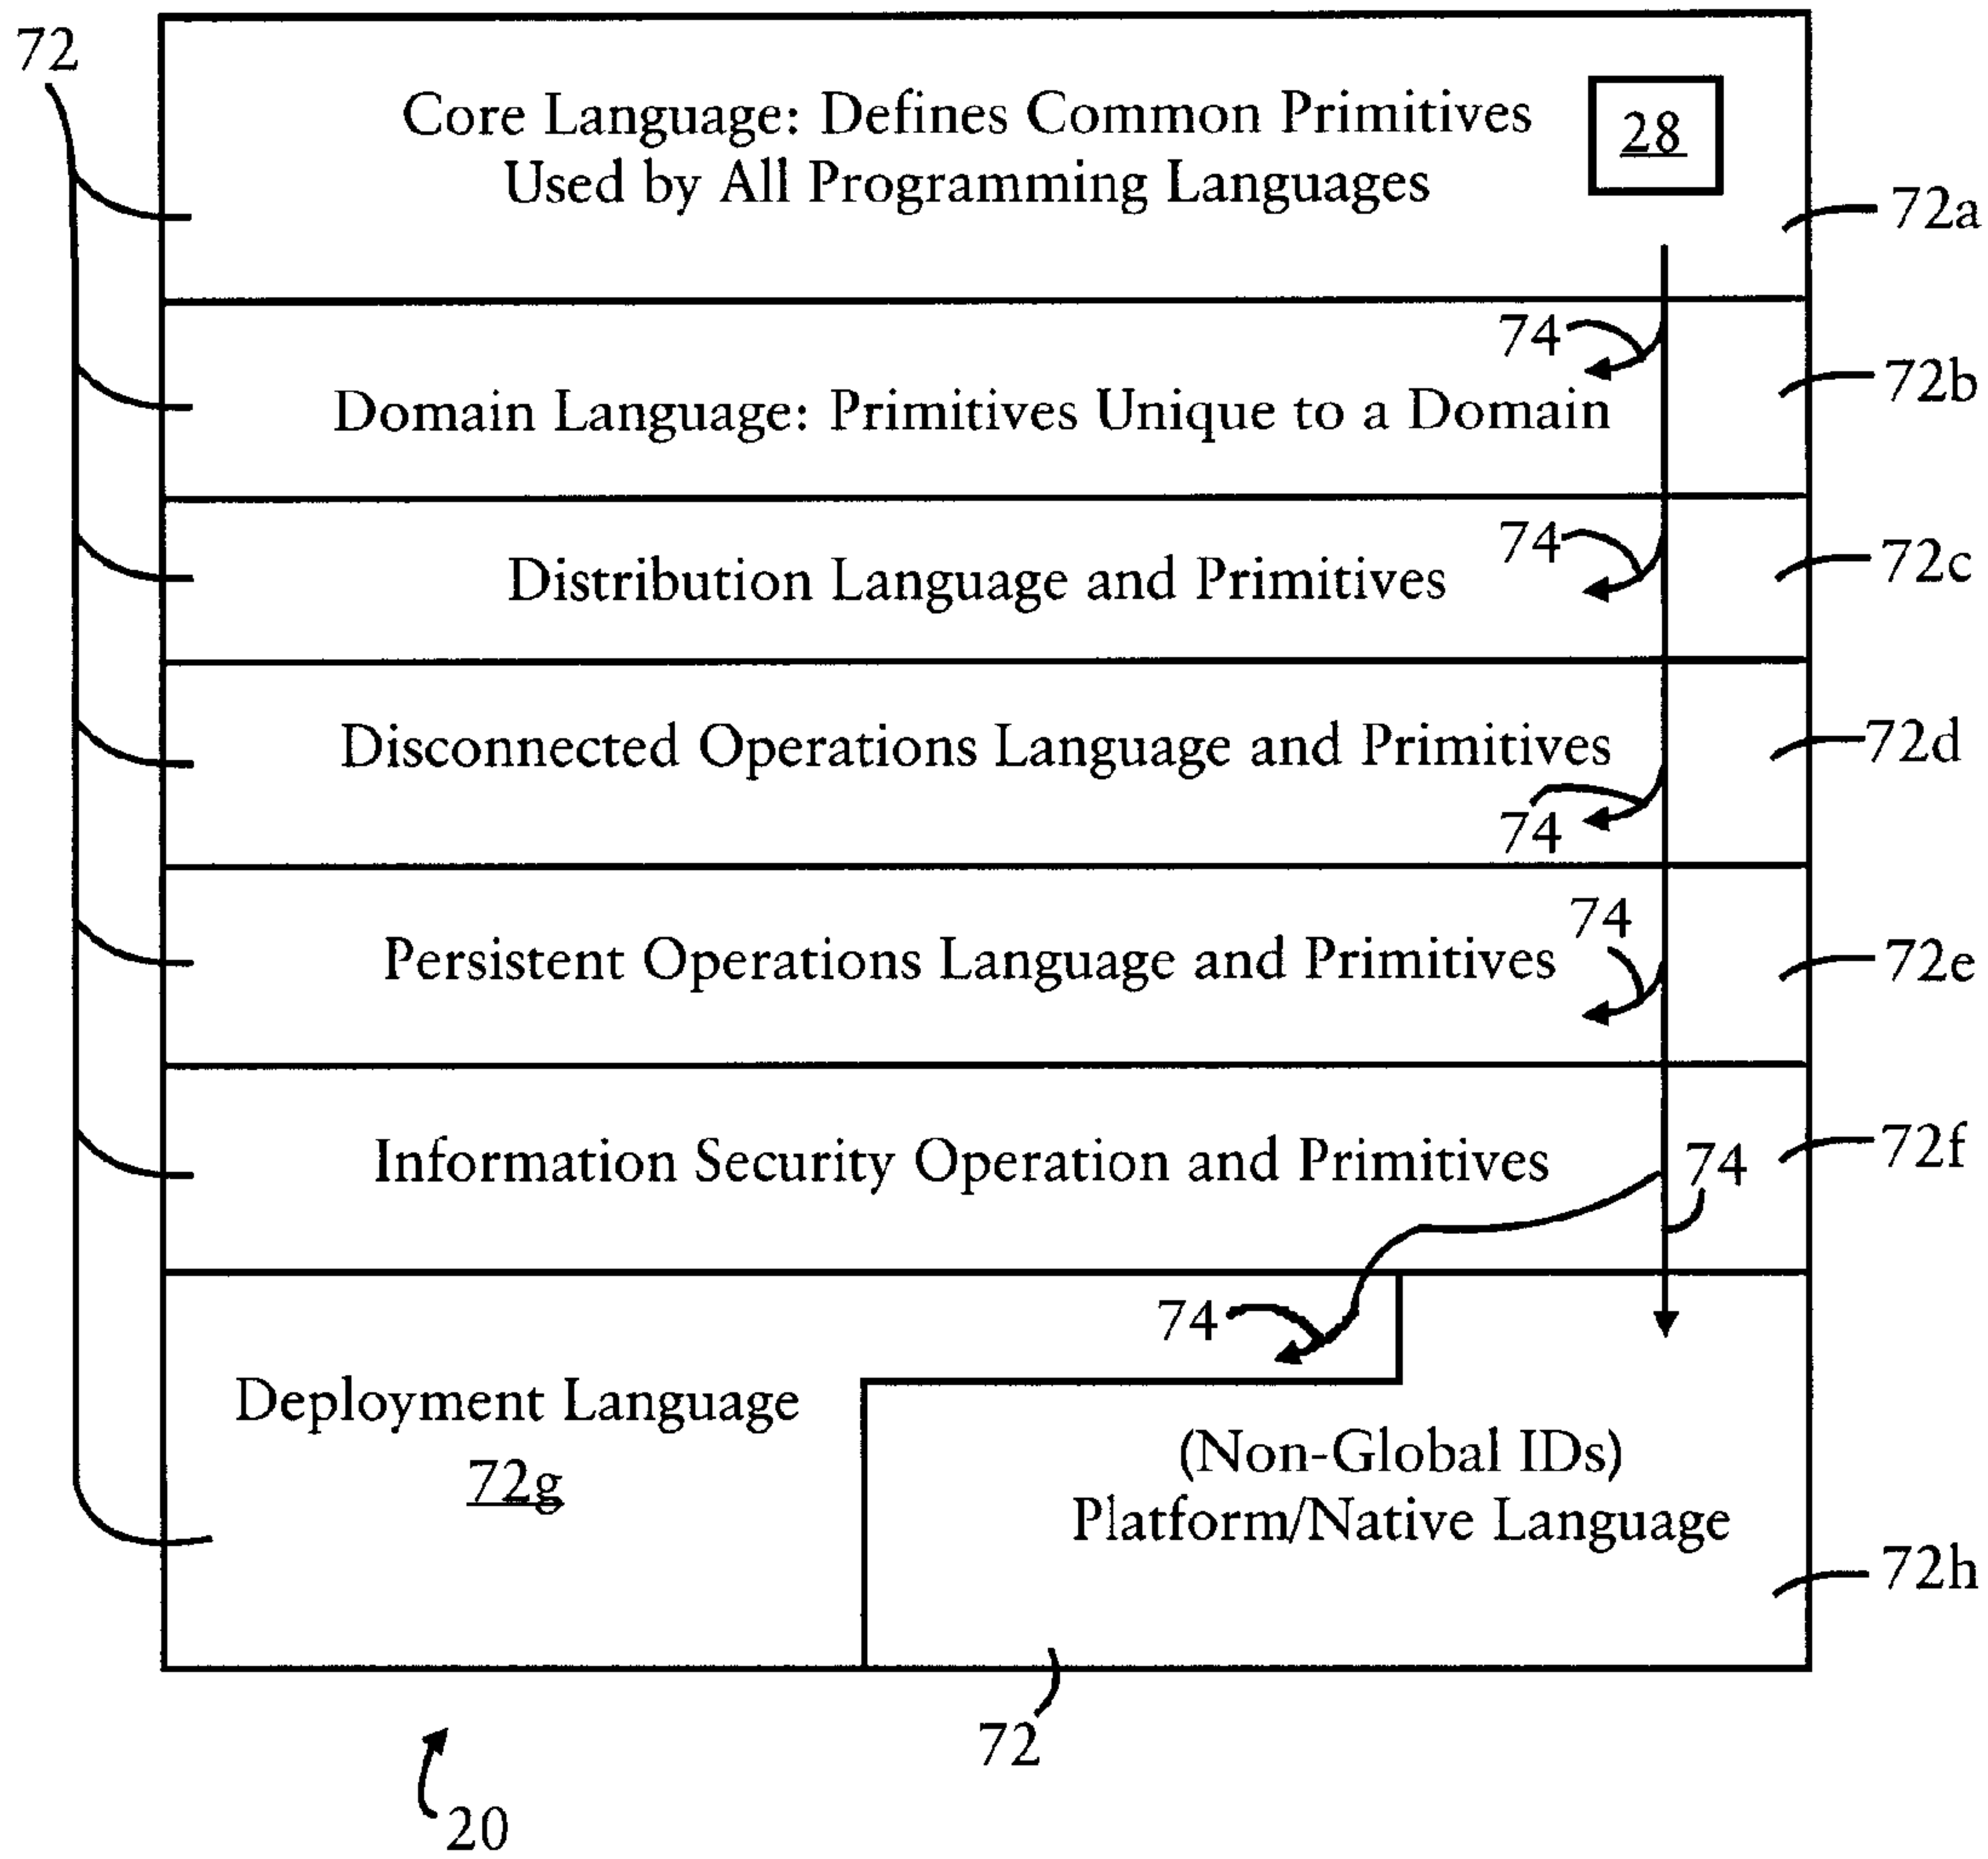 72
Core Language: Defines Common Primitives
Used by All Programming Languages
28
72a
74
72b
Domain Language: Primitives Unique to a Domain
74
72c
Distribution Language and Primitives
72d
Disconnected Operations Language and Primitives
74
74
72e
Persistent Operations Language and Primitives
72f
74
Information Security Operation and Primitives
74
Deployment Language
72g
(Non-Global IDs)
Platform/Native Language
72h
72
20